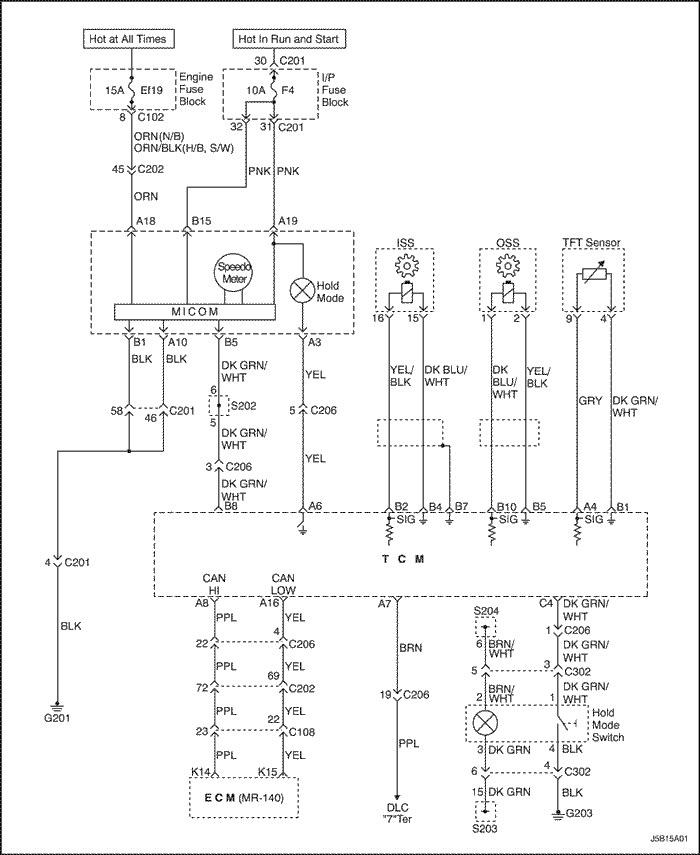 Hot at All Times
Hot In Run and Start
30 C201
15A Ef19
Engine
Fuse
Block
10A F4
I/P
Fuse
Block
8 C102
32 31 C201
ORN(N/B)
ORN/BLK(H/B, S/W)
45 C202
PNK PNK
ORN
A18 B15 A19
ISS OSS TFT Sensor
Speedo
Meter
Hold
Mode
MICOM
16 15 1 2 9 4
B1 A10 B5 A3
BLK BLK DK GRN/
WHT
YEL
YEL/
BLK
DK BLU/
WHT
DK
BLU/
WHT
YEL/
BLK
GRY DK GRN/
WHT
6
58 46 C201 S202 5 C206
5
DK GRN/
WHT
YEL
3 C206
DK GRN/
WHT
B8 A6 B2 B4 B7 B10 B5 A4 B1
SIG SIG SIG
T C M
4 C201
CAN
HI
CAN
LOW
A8 A16 A7 C4 DK GRN/
WHT
S204
PPL YEL
BLK
4
22 C206
BRN
6 BRN/
WHT
1 C206
DK GRN/
WHT
PPL YEL
5 3 C302
69
72 C202
19 C206
BRN/
WHT
DK GRN/
WHT
2 1
G201
PPL YEL
22
23 C108
Hold
Mode
Switch
PPL YEL
PPL
3 DK GRN 4 BLK
K14 K15
6 4 C302
ECM (MR-140)
15 DK GRN BLK
DLC
"7"Ter
S203
G203
J5B15A01